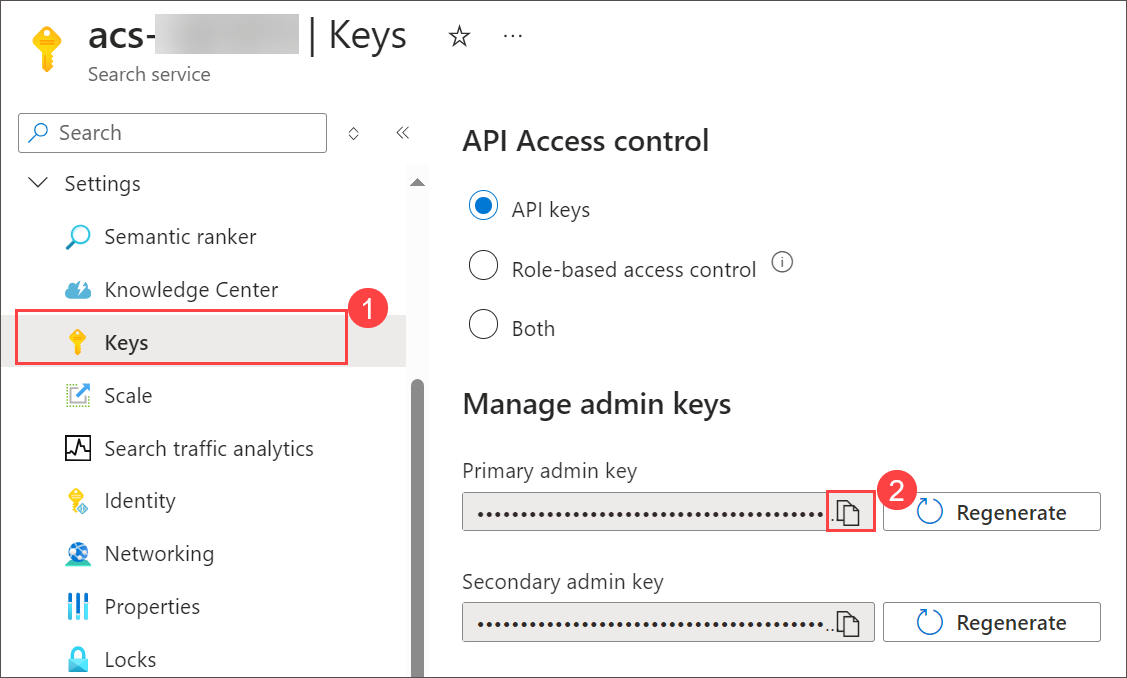 acs- | Keys
Search service
Search
Settings
Semantic ranker
Knowledge Center
1
Keys
Scale
Search traffic analytics
Identity
Networking
Properties
Locks
API Access control
API keys
Role-based access control
Both
Manage admin keys
Primary admin key
2
Regenerate
Secondary admin key
Regenerate